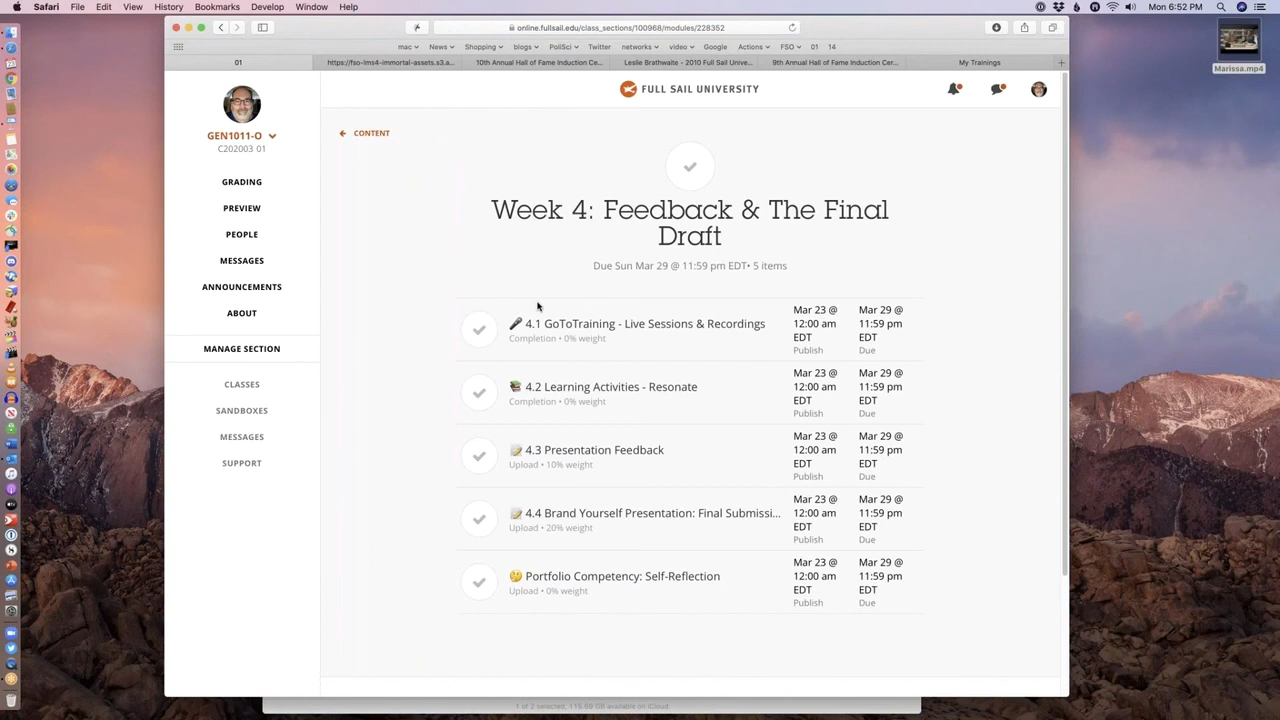 Safari File Edit View History Bookmarks Develop Window Help
Mon 6:52 PM
online.fullsail.edu/class_sections/100968/modules/228352
Marissa.mp4
mac News Shopping blogs PoliSci Twitter networks video Google Actions FSO 01 14
01 https://fso-lms4-immortal-assets.s3.a... 10th Annual Hall of Fame Induction Ce... Leslie Brathwaite - 2010 Full Sail Unive... 9th Annual Hall of Fame Induction Cer... My Trainings
FULL SAIL UNIVERSITY
GEN1011-O
C202003 01
GRADING
PREVIEW
PEOPLE
MESSAGES
ANNOUNCEMENTS
ABOUT
MANAGE SECTION
CLASSES
SANDBOXES
MESSAGES
SUPPORT
CONTENT
Week 4: Feedback & The Final
Draft
Due Sun Mar 29 @ 11:59 pm EDT• 5 items
4.1 GoToTraining - Live Sessions & Recordings
Completion • 0% weight
Mar 23 @
12:00 am
EDT
Publish
Mar 29 @
11:59 pm
EDT
Due
4.2 Learning Activities - Resonate
Completion • 0% weight
Mar 23 @
12:00 am
EDT
Publish
Mar 29 @
11:59 pm
EDT
Due
4.3 Presentation Feedback
Upload • 10% weight
Mar 23 @
12:00 am
EDT
Publish
Mar 29 @
11:59 pm
EDT
Due
4.4 Brand Yourself Presentation: Final Submissi...
Upload • 20% weight
Mar 23 @
12:00 am
EDT
Publish
Mar 29 @
11:59 pm
EDT
Due
Portfolio Competency: Self-Reflection
Upload • 0% weight
Mar 23 @
12:00 am
EDT
Publish
Mar 29 @
11:59 pm
EDT
Due
1 of 2 selected, 115.69 GB available on iCloud